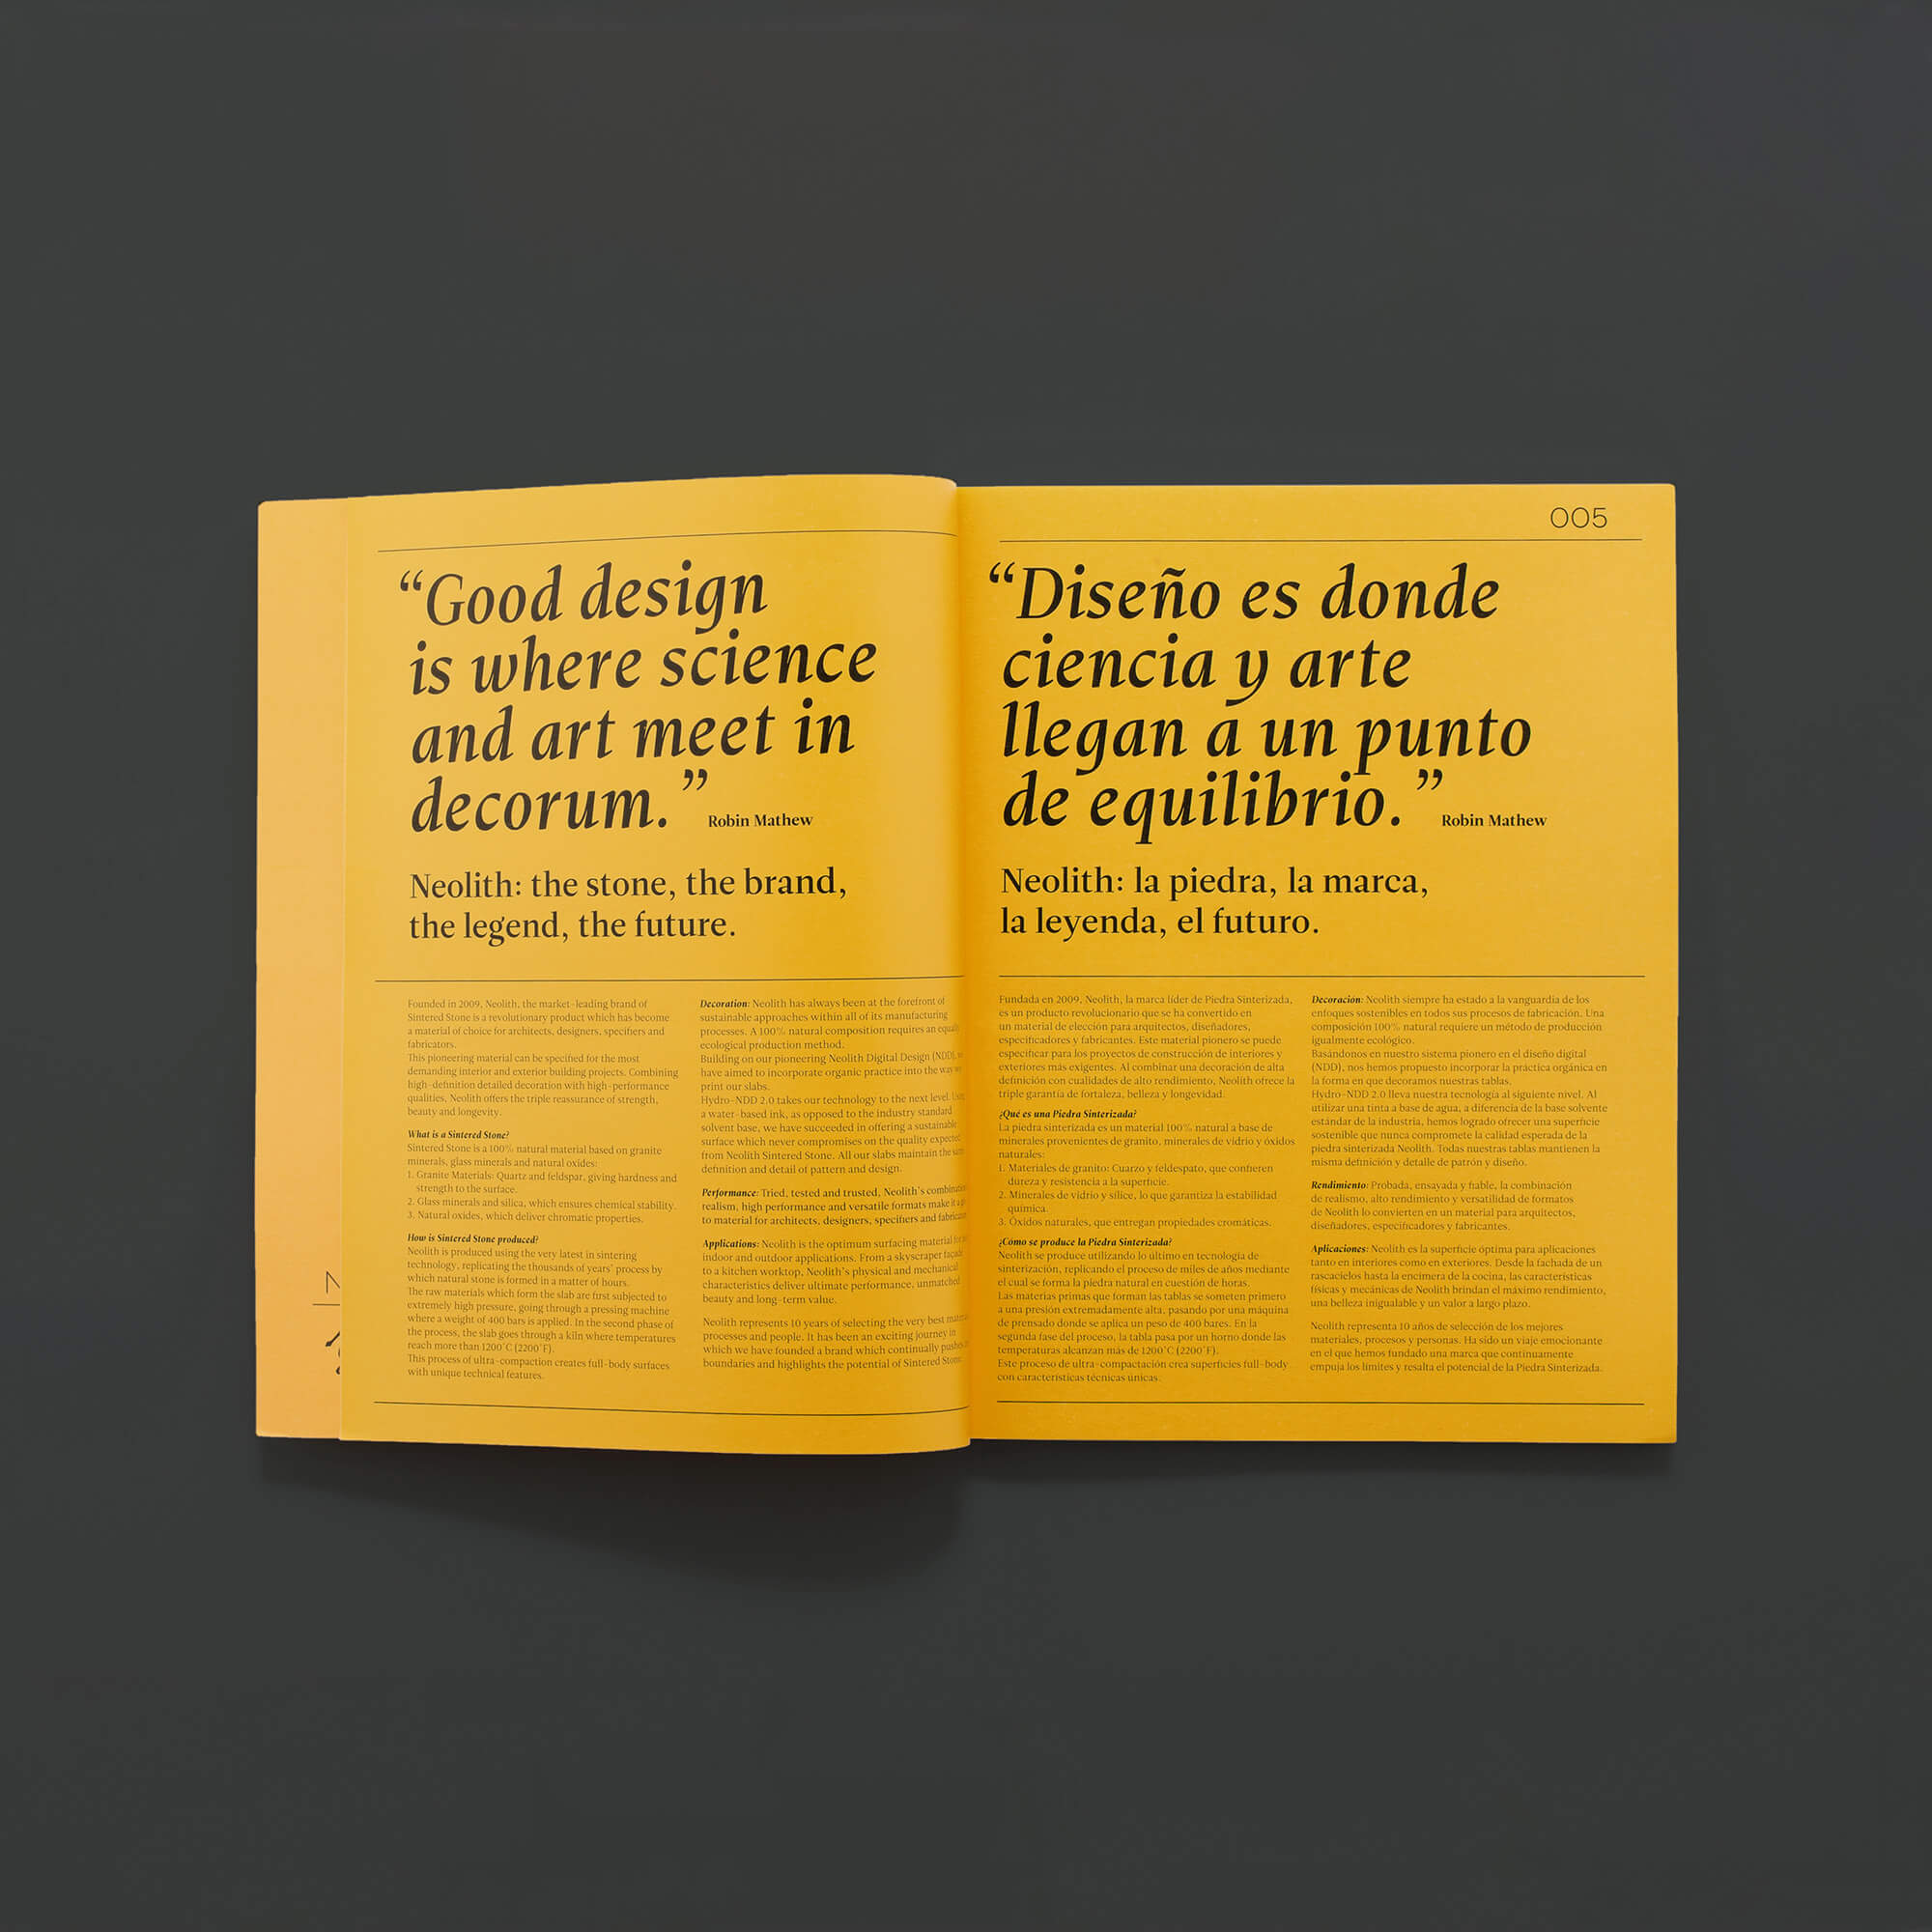 “Good design
is where science
and art meet in
decorum.”
Robin Mathew
Neolith: the stone, the brand,
the legend, the future.
Founded in 2009, Neolith, the market-leading brand of
Sintered Stone is a revolutionary product which has become
a material of choice for architects, designers, specifiers and
fabricators.
This pioneering material can be specified for the most
demanding interior and exterior building projects. Combining
high-definition detailed decoration with high-performance
qualities, Neolith offers the triple reassurance of strength,
beauty and longevity.
What is a Sintered Stone?
Sintered Stone is a 100% natural material based on granite
minerals, glass minerals and natural oxides:
1. Granite Materials: Quartz and feldspar, giving hardness and
strength to the surface.
2. Glass minerals and silica, which ensures chemical stability.
3. Natural oxides, which deliver chromatic properties.
How is Sintered Stone produced?
Neolith is produced using the very latest in sintering
technology, replicating the thousands of years' process by
which natural stone is formed in a matter of hours.
The raw materials which form the slab are first subjected to
extremely high pressure, going through a pressing machine
where a weight of 400 bars is applied. In the second phase of
the process, the slab goes through a kiln where temperatures
reach more than 1200°C (2200°F).
This process of ultra-compaction creates full-body surfaces
with unique technical features.
Decoration: Neolith has always been at the forefront of
sustainable approaches within all of its manufacturing
processes. A 100% natural composition requires an
ecological production method.
Building on our pioneering Neolith Digital Design (NDD),
have aimed to incorporate organic practice into the way
print our slabs.
Hydro-NDD 2.0 takes our technology to the next level.
a water-based ink, as opposed to the industry standard
solvent base, we have succeeded in offering a sustainable
surface which never compromises on the quality expected
from Neolith Sintered Stone. All our slabs maintain the
definition and detail of pattern and design.
Performance: Tried, tested and trusted, Neolith's
realism, high performance and versatile formats make it a
to material for architects, designers, specifiers and
Applications: Neolith is the optimum surfacing material
indoor and outdoor applications. From a skyscraper façade
to a kitchen worktop, Neolith's physical and mechanical
characteristics deliver ultimate performance, unmatched
beauty and long-term value.
Neolith represents 10 years of selecting the very best
processes and people. It has been an exciting journey in
which we have founded a brand which continually pushes
boundaries and highlights the potential of Sintered Stone.
005
“Diseño es donde
ciencia y arte
llegan a un punto
de equilibrio.”
Robin Mathew
Neolith: la piedra, la marca,
la leyenda, el futuro.
Fundada en 2009, Neolith, la marca líder de Piedra Sinterizada,
es un producto revolucionario que se ha convertido en
un material de elección para arquitectos, diseñadores,
especificadores y fabricantes. Este material pionero se puede
especificar para los proyectos de construcción de interiores y
exteriores más exigentes. Al combinar una decoración de alta
definición con cualidades de alto rendimiento, Neolith ofrece la
triple garantía de fortaleza, belleza y longevidad.
¿Qué es una Piedra Sinterizada?
La piedra sinterizada es un material 100% natural a base de
minerales provenientes de granito, minerales de vidrio y óxidos
naturales:
1. Materiales de granito: Cuarzo y feldespato, que confieren
dureza y resistencia a la superficie.
2. Minerales de vidrio y sílice, lo que garantiza la estabilidad
química.
3. Óxidos naturales, que entregan propiedades cromáticas.
¿Cómo se produce la Piedra Sinterizada?
Neolith se produce utilizando lo último en tecnología de
sinterización, replicando el proceso de miles de años mediante
el cual se forma la piedra natural en cuestión de horas.
Las materias primas que forman las tablas se someten primero
a una presión extremadamente alta, pasando por una máquina
de prensado donde se aplica un peso de 400 bares. En la
segunda fase del proceso, la tabla pasa por un horno donde las
temperaturas alcanzan más de 1200°C (2200°F).
Este proceso de ultra-compactación crea superficies full-body
con características técnicas únicas.
Decoración: Neolith siempre ha estado a la vanguardia de los
enfoques sostenibles en todos sus procesos de fabricación. Una
composición 100% natural requiere un método de producción
igualmente ecológico.
Basándonos en nuestro sistema pionero en el diseño digital
(NDD), nos hemos propuesto incorporar la práctica orgánica en
la forma en que decoramos nuestras tablas.
Hydro-NDD 2.0 lleva nuestra tecnología al siguiente nivel. Al
utilizar una tinta a base de agua, a diferencia de la base solvente
estándar de la industria, hemos logrado ofrecer una superficie
sostenible que nunca compromete la calidad esperada de la
piedra sinterizada Neolith. Todas nuestras tablas mantienen la
misma definición y detalle de patrón y diseño.
Rendimiento: Probada, ensayada y fiable, la combinación
de realismo, alto rendimiento y versatilidad de formatos
de Neolith lo convierten en un material para arquitectos,
diseñadores, especificadores y fabricantes.
Aplicaciones: Neolith es la superficie óptima para aplicaciones
tanto en interiores como en exteriores. Desde la fachada de un
rascacielos hasta la encimera de la cocina, las características
físicas y mecánicas de Neolith brindan el máximo rendimiento,
una belleza inigualable y un valor a largo plazo.
Neolith representa 10 años de selección de los mejores
materiales, procesos y personas. Ha sido un viaje emocionante
en el que hemos fundado una marca que continuamente
empuja los límites y resalta el potencial de la Piedra Sinterizada.